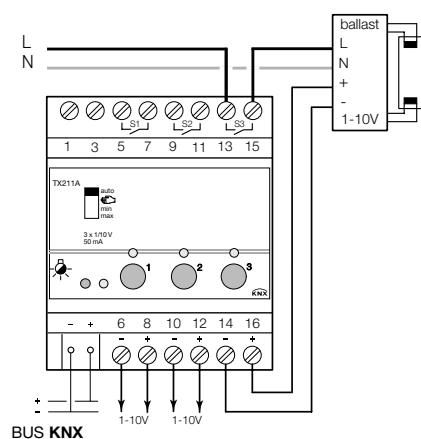 ballast
L
N
L
N
+
-
1-10V
S1 S2 S3
1 3 5 7 9 11 13 15
TX211A
auto
min
max
3 x 1/10 V
50 mA
1 2 3
KNX
- + 6 8 10 12 14 16
- + - + - + 
+
-
1-10V 1-10V
BUS KNX